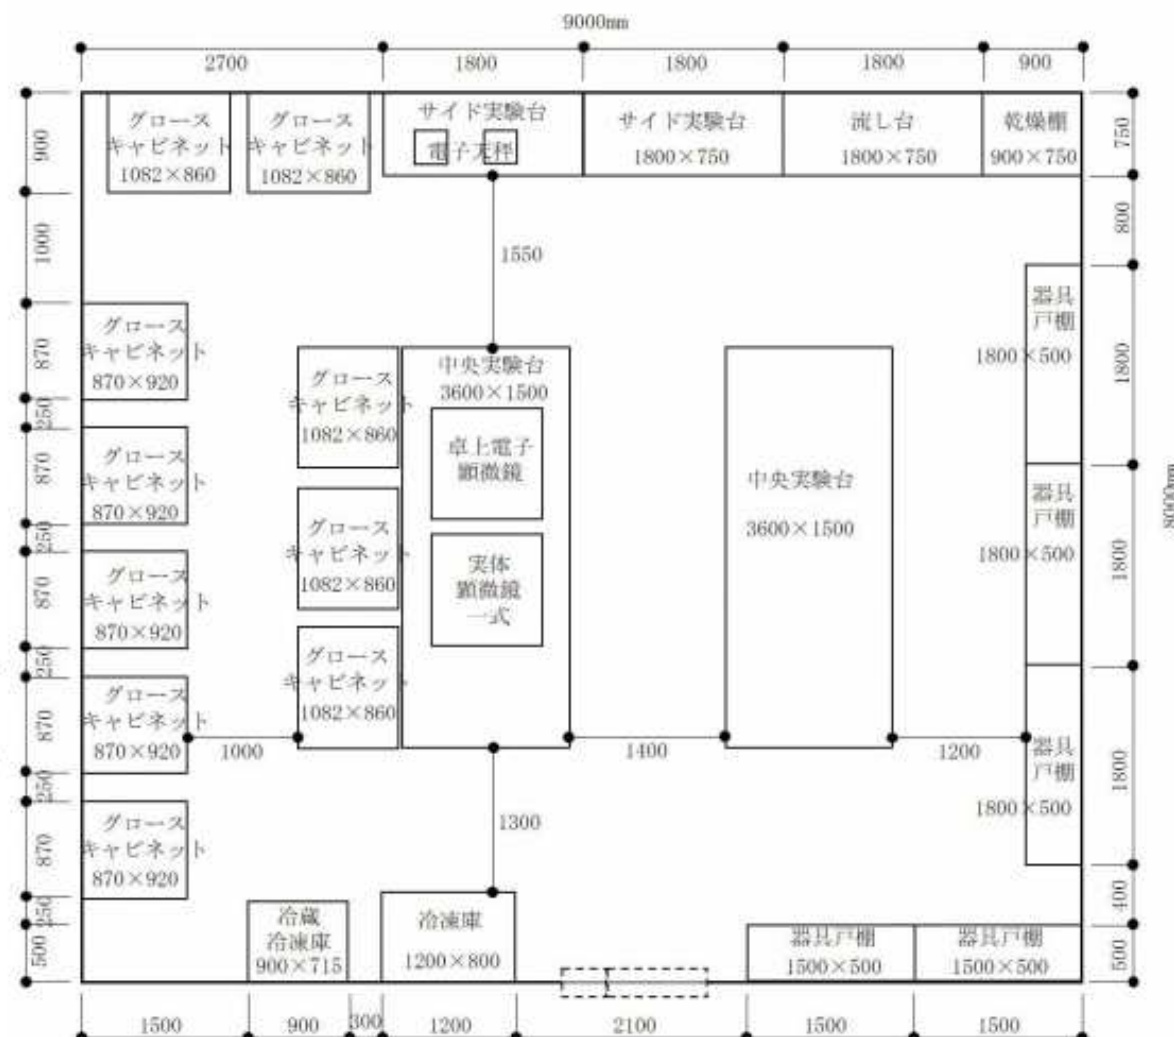 9000mm
2700
1800
1800
1800
900
グロース
キャビネット
1082×860
グロース
キャビネット
1082×860
サイド実験台
電子天秤
サイド実験台
1800×750
流し台
1800×750
乾燥棚
900×750
900
1000
870
250
870
250
870
250
870
250
870
250
500
750
800
1800
1800
1800
400
500
8000mm
1550
グロース
キャビネット
870×920
グロース
キャビネット
870×920
グロース
キャビネット
870×920
グロース
キャビネット
870×920
グロース
キャビネット
870×920
グロース
キャビネット
1082×860
グロース
キャビネット
1082×860
グロース
キャビネット
1082×860
中央実験台
3600×1500
卓上電子
顕微鏡
実体
顕微鏡
一式
中央実験台
3600×1500
器具
戸棚
1800×500
器具
戸棚
1800×500
器具
戸棚
1800×500
1000
1400
1200
1300
冷蔵
冷凍庫
900×715
冷凍庫
1200×800
器具戸棚
1500×500
器具戸棚
1500×500
1500
900
300
1200
2100
1500
1500